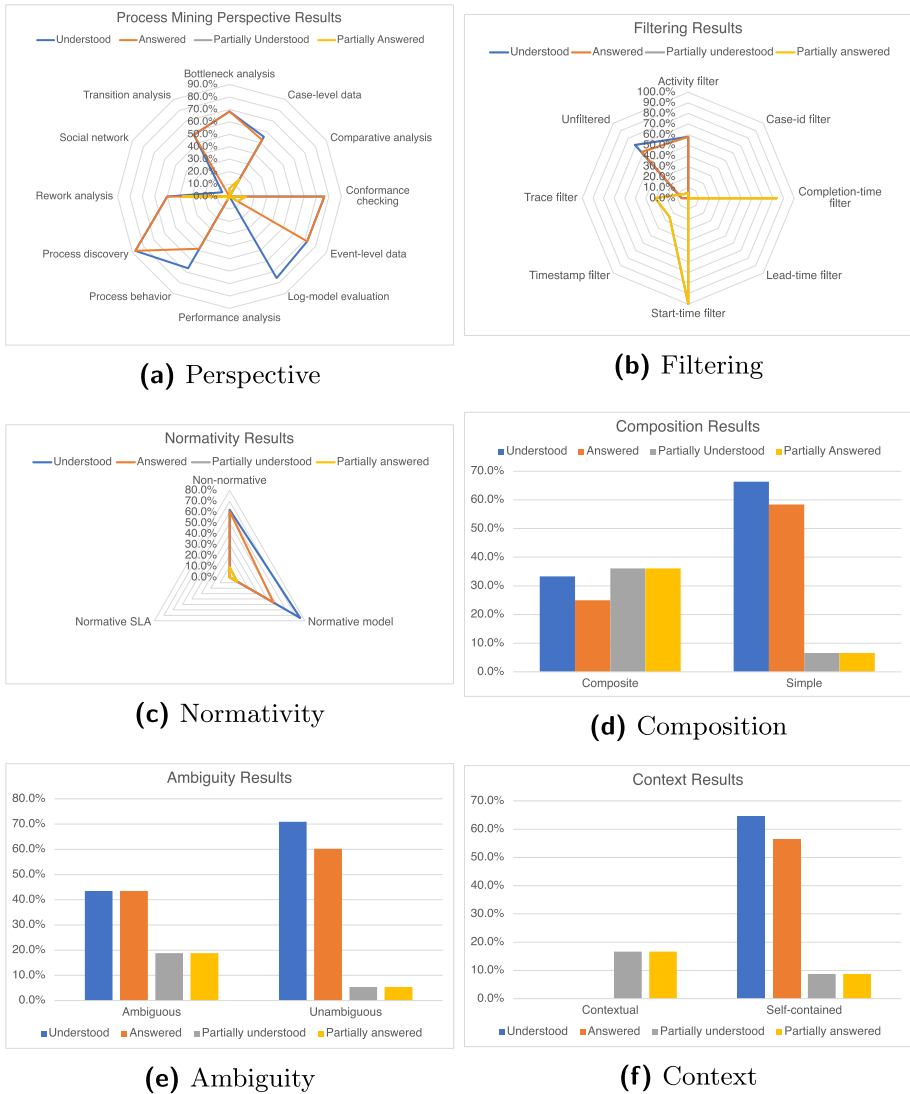 Process Mining Perspective Results
Understood Answered Partially Understood Partially Answered
Bottleneck analysis
90.0%
80.0%
70.0%
60.0%
50.0%
40.0%
30.0%
20.0%
10.0%
0.0%
Case-level data
Comparative analysis
Conformance
checking
Event-level data
Log-model evaluation
Performance analysis
Process behavior
Process discovery
Rework analysis
Social network
Transition analysis
(a) Perspective
Filtering Results
Understood Answered Partially underestood Partially answered
Activity filter
100.0%
90.0%
80.0%
70.0%
60.0%
50.0%
40.0%
30.0%
20.0%
10.0%
0.0%
Case-id filter
Completion-time
filter
Lead-time filter
Start-time filter
Timestamp filter
Trace filter
Unfiltered
(b) Filtering
Normativity Results
Understood Answered Partially understood Partially answered
Non-normative
80.0%
70.0%
60.0%
50.0%
40.0%
30.0%
20.0%
10.0%
0.0%
Normative SLA
Normative model
(c) Normativity
Composition Results
Understood Answered Partially Understood Partially Answered
70.0%
60.0%
50.0%
40.0%
30.0%
20.0%
10.0%
0.0%
Composite Simple
(d) Composition
Ambiguity Results
80.0%
70.0%
60.0%
50.0%
40.0%
30.0%
20.0%
10.0%
0.0%
Ambiguous Unambiguous
Understood Answered Partially understood Partially answered
(e) Ambiguity
Context Results
70.0%
60.0%
50.0%
40.0%
30.0%
20.0%
10.0%
0.0%
Contextual Self-contained
Understood Answered Partially understood Partially answered
(f) Context